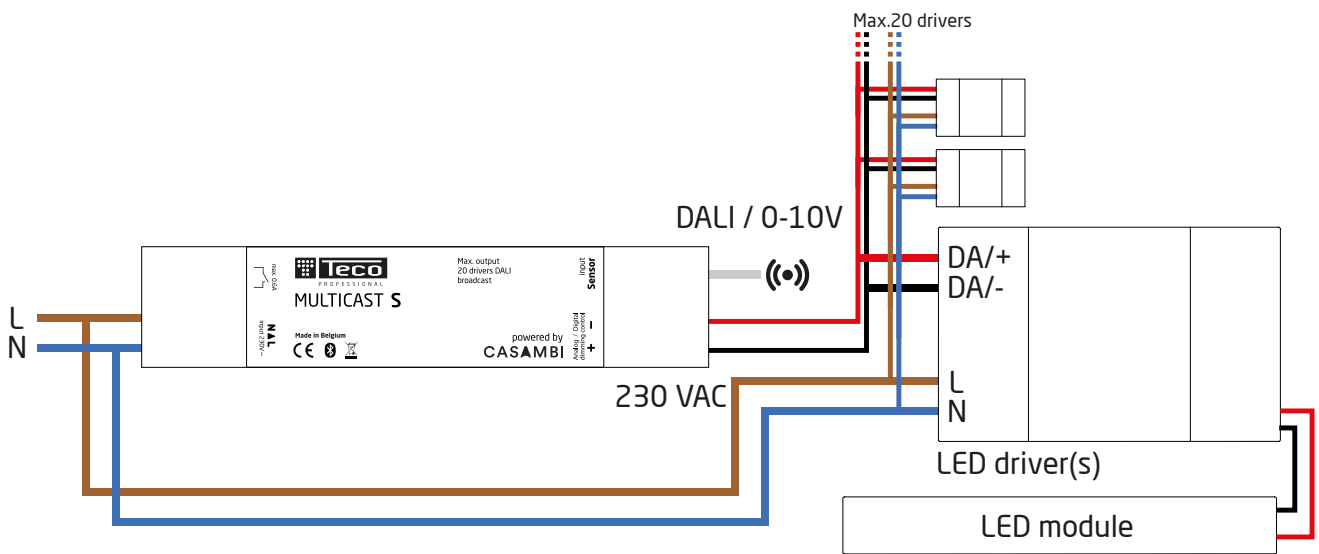 Max.20 drivers
DALI / 0-10V
L
N
max. 0.6A
input 230V~
N L
Teco
PROFESSIONAL
MULTICAST S
Made in Belgium
CE
Max. output
20 drivers DALI
broadcast
powered by
CASAMBI
input
Sensor
Analog / Digital
dimming control
+ -
230 VAC
DA/+
DA/-
L
N
LED driver(s)
LED module